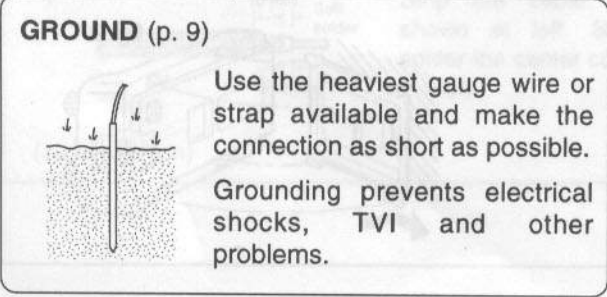 GROUND (p. 9)
Use the heaviest gauge wire or
strap available and make the
connection as short as possible.
Grounding prevents electrical
shocks, TVI and other
problems.